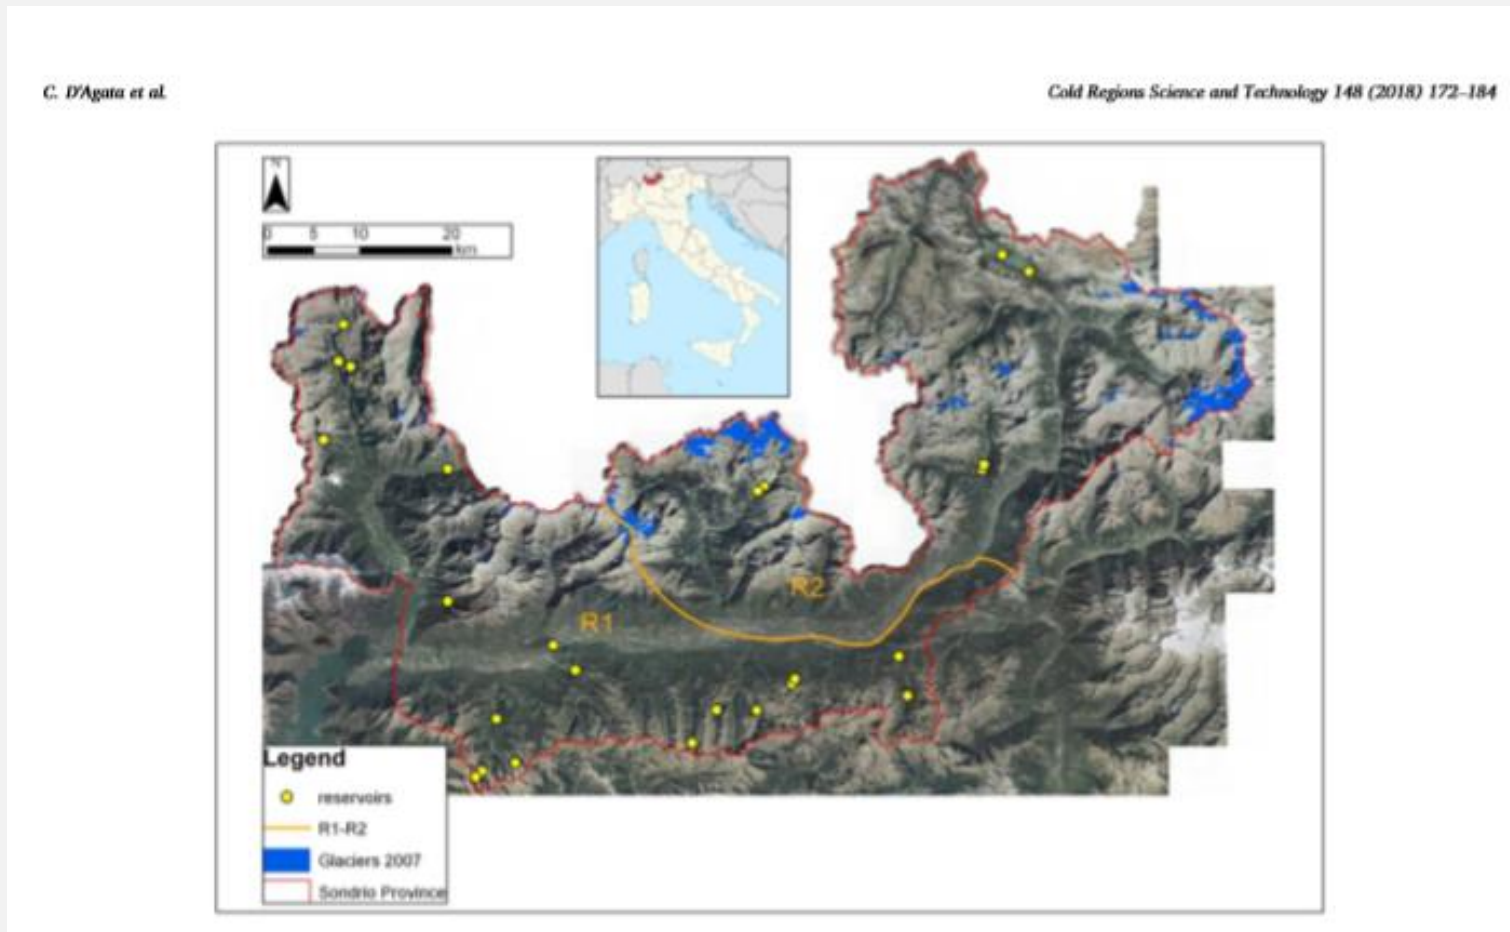 C. D'Agata et al.
Cold Regions Science and Technology 148 (2018) 172–184
N
0 5 10 20
km
R2
R1
Legend
reservoirs
R1-R2
Glaciers 2007
Sondrio Province